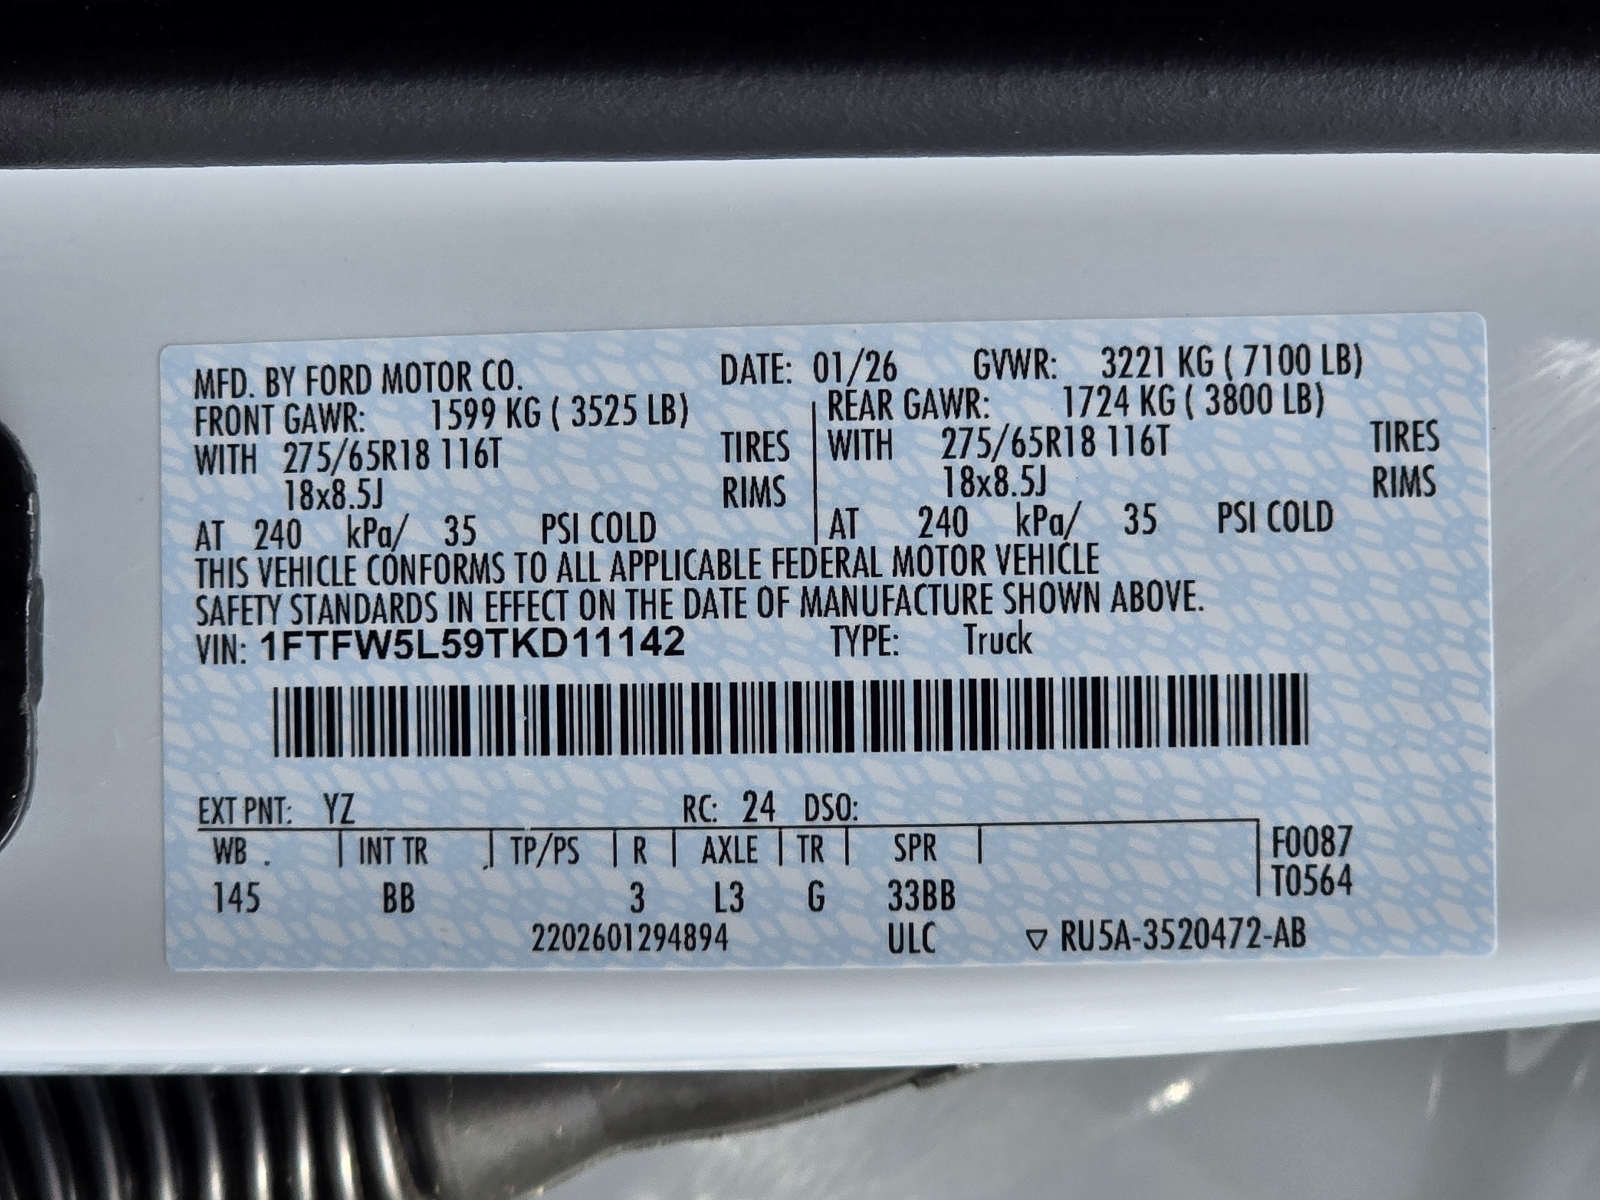 MFD. BY FORD MOTOR CO. DATE: 01/26 GVWR: 3221 KG ( 7100 LB)
FRONT GAWR: 1599 KG ( 3525 LB) REAR GAWR: 1724 KG ( 3800 LB)
WITH 275/65R18 116T TIRES WITH 275/65R18 116T TIRES
18x8.5J RIMS 18x8.5J RIMS
AT 240 kPa/ 35 PSI COLD AT 240 kPa/ 35 PSI COLD
THIS VEHICLE CONFORMS TO ALL APPLICABLE FEDERAL MOTOR VEHICLE
SAFETY STANDARDS IN EFFECT ON THE DATE OF MANUFACTURE SHOWN ABOVE.
VIN: 1FTFW5L59TKD11142 TYPE: Truck
EXT PNT: YZ RC: 24 DSO:
WB INT TR TP/PS R AXLE TR SPR F0087
145 BB 3 L3 G 33BB T0564
2202601294894 ULC ▽ RU5A-3520472-AB